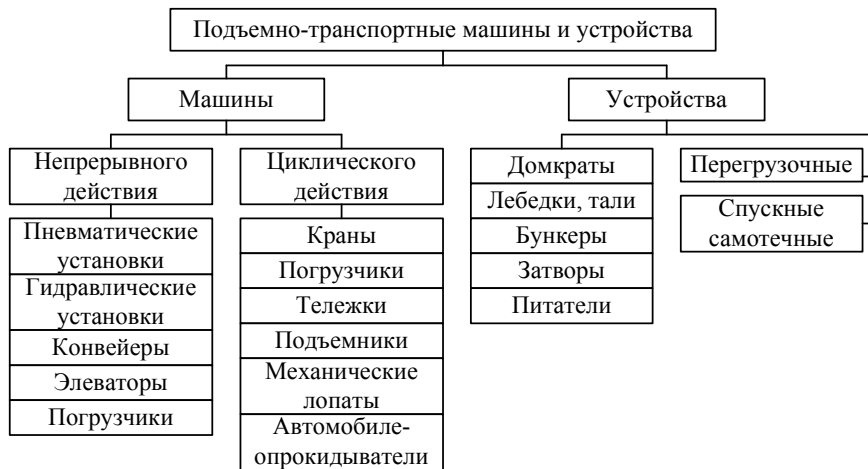 Подъемно-транспортные машины и устройства
Машины
Устройства
Непрерывного
действия
Циклического
действия
Пневматические
установки
Гидравлические
установки
Конвейеры
Элеваторы
Погрузчики
Краны
Погрузчики
Тележки
Подъемники
Механические
лопаты
Автомобиле-
опрокидыватели
Домкраты
Лебедки, тали
Бункеры
Затворы
Питатели
Перегрузочные
Спускные
самотечные